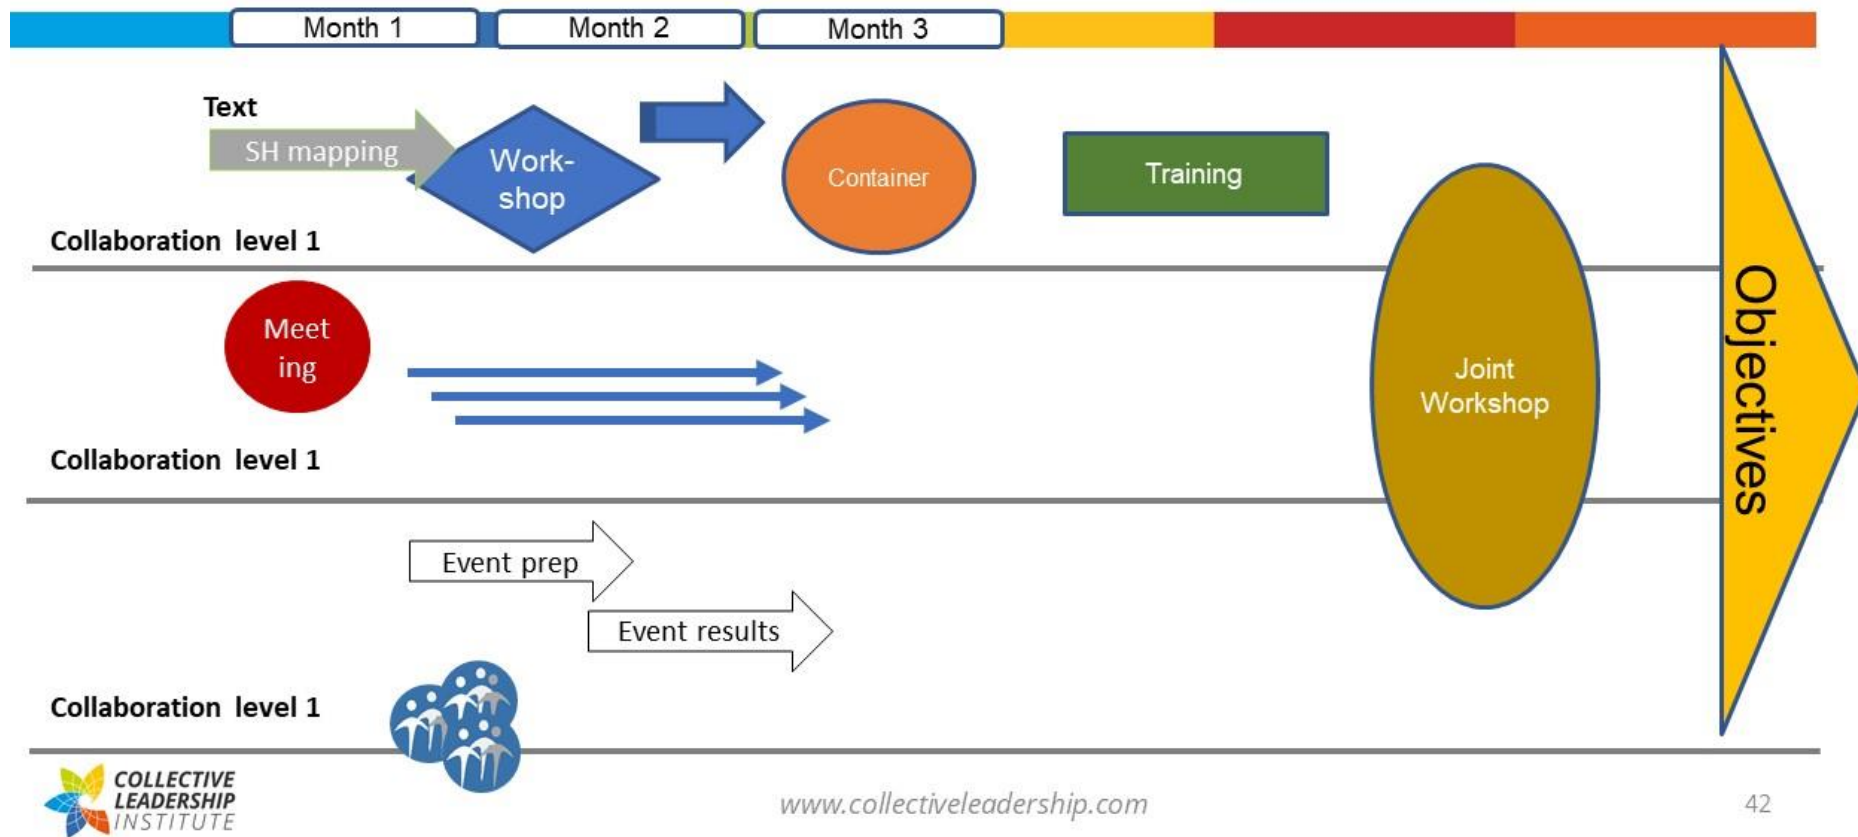 Month 1
Month 2
Month 3
Text
SH mapping
Work-
shop
Container
Training
Collaboration level 1
Meet
ing
Joint
Workshop
Objectives
Collaboration level 1
Event prep
Event results
Collaboration level 1
COLLECTIVE
LEADERSHIP
INSTITUTE
www.collectiveleadership.com
42